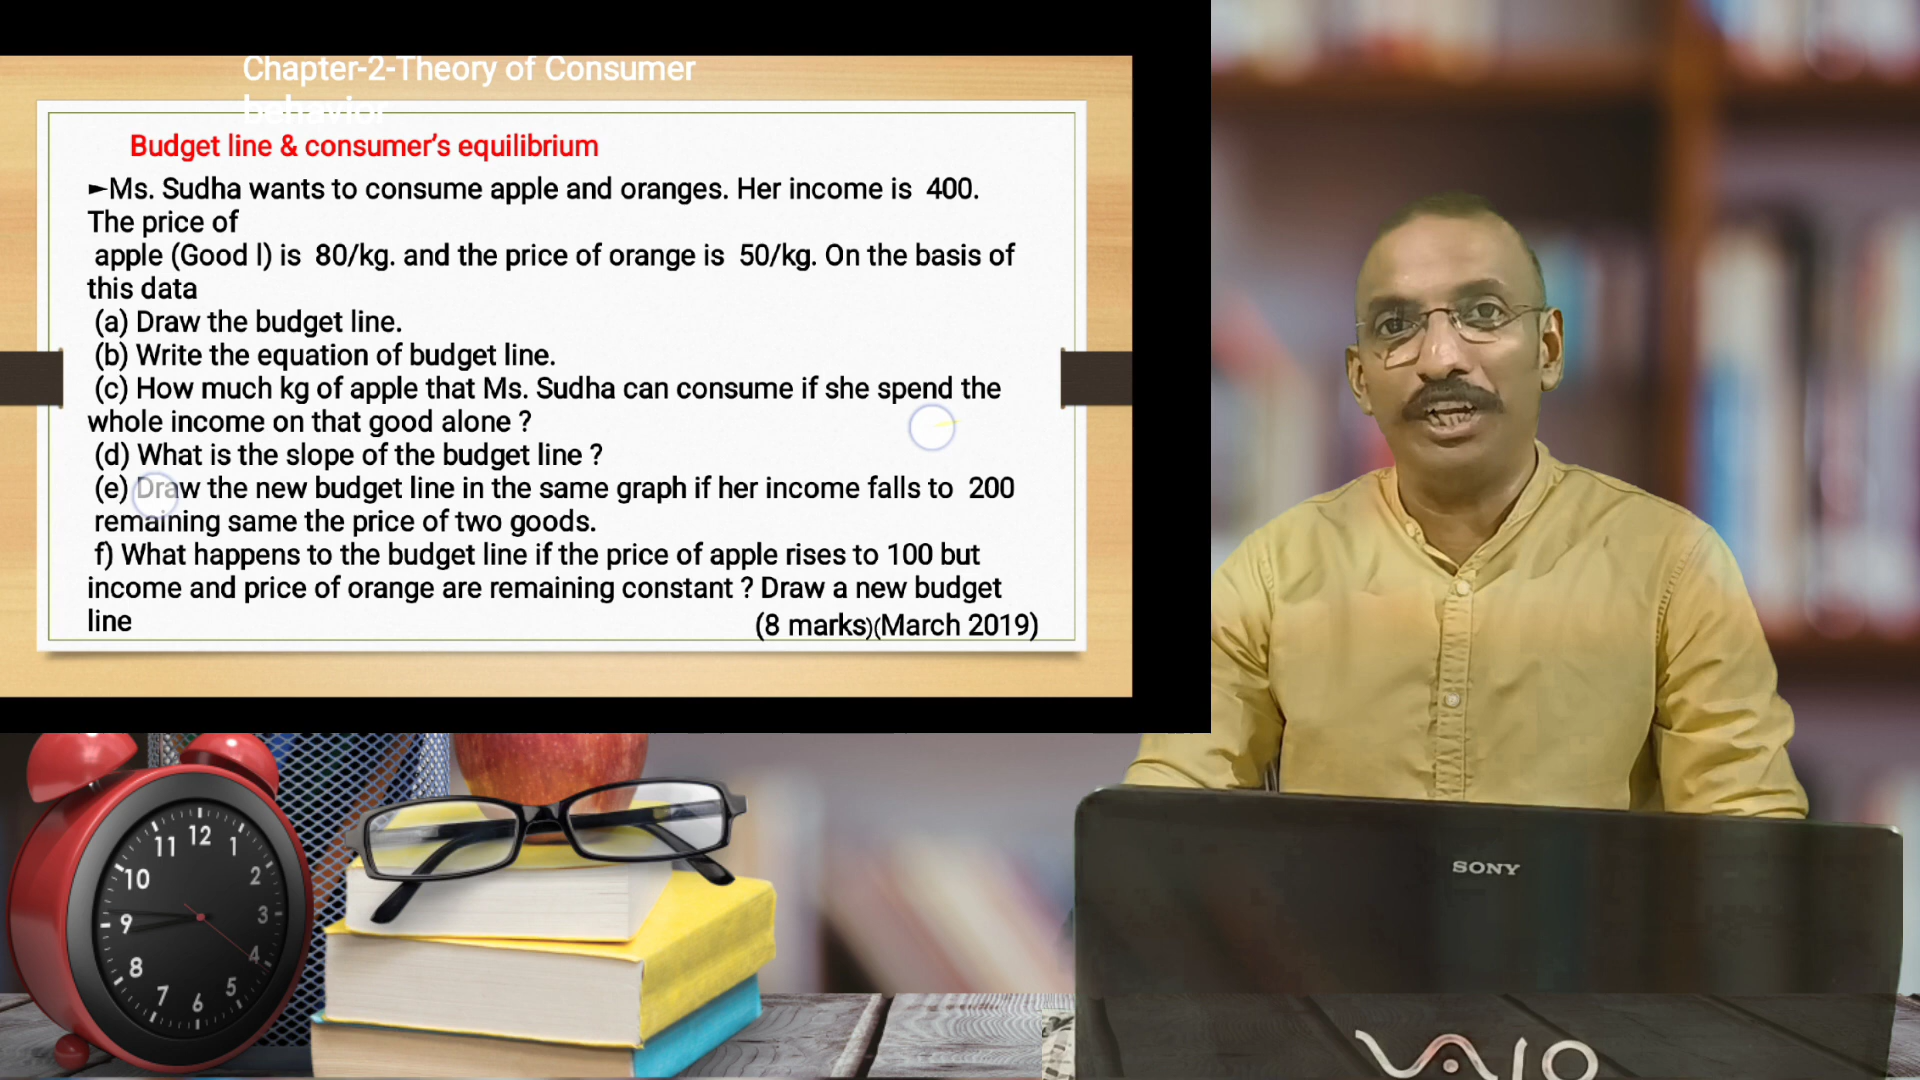 Chapter-2-Theory of Consumer
behavior
Budget line & consumer’s equilibrium
►Ms. Sudha wants to consume apple and oranges. Her income is 400.
The price of
apple (Good l) is 80/kg. and the price of orange is 50/kg. On the basis of
this data
(a) Draw the budget line.
(b) Write the equation of budget line.
(c) How much kg of apple that Ms. Sudha can consume if she spend the
whole income on that good alone ?
(d) What is the slope of the budget line ?
(e) Draw the new budget line in the same graph if her income falls to 200
remaining same the price of two goods.
f) What happens to the budget line if the price of apple rises to 100 but
income and price of orange are remaining constant ? Draw a new budget
line
(8 marks)(March 2019)
12
11 1
10 2
9 3
8 4
7 5
6
SONY
VAIO